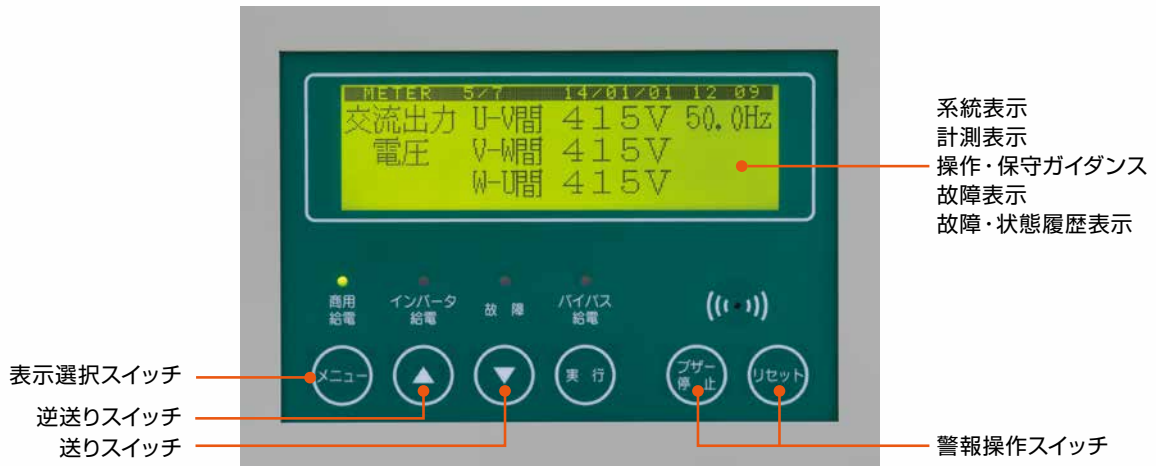 METER 5/7 14/01/01 12 09
交流出力 U-V間 415V 50.0Hz
電圧 V-W間 415V
W-U間 415V
系統表示
計測表示
操作・保守ガイダンス
故障表示
故障・状態履歴表示
商用
給電
インバータ
給電
故障
バイパス
給電
メニュー
実行
ブザー
停止
リセット
表示選択スイッチ
逆送りスイッチ
送りスイッチ
警報操作スイッチ